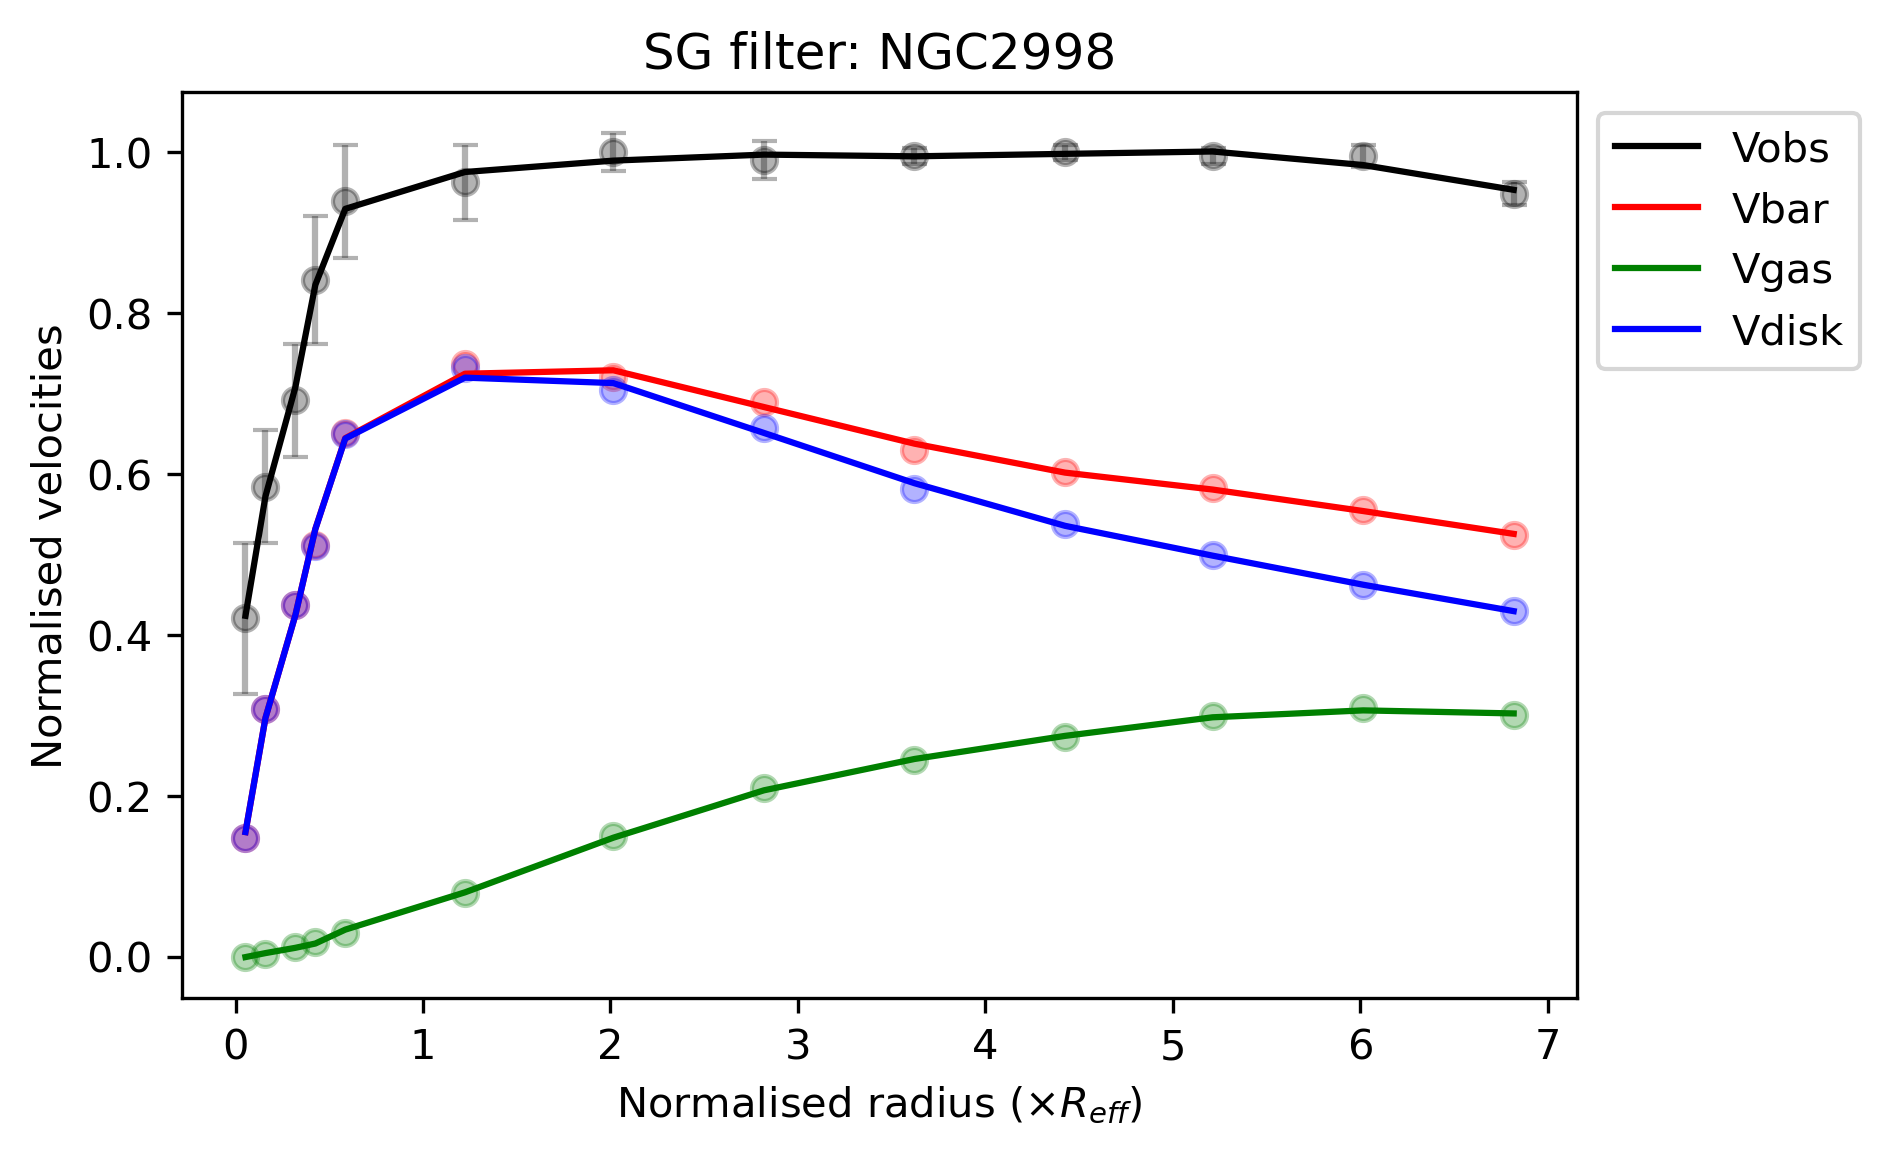 SG filter: NGC2998
Normalised velocities
1.0
0.8
0.6
0.4
0.2
0.0
0 1 2 3 4 5 6 7
Normalised radius (×R_eff)
Vobs
Vbar
Vgas
Vdisk